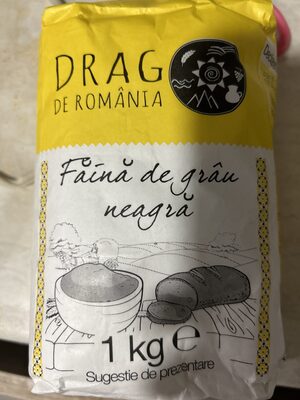 DRAG
DE ROMÂNIA
Făină de grâu
neagră
1 kg ℮
Sugestie de prezentare